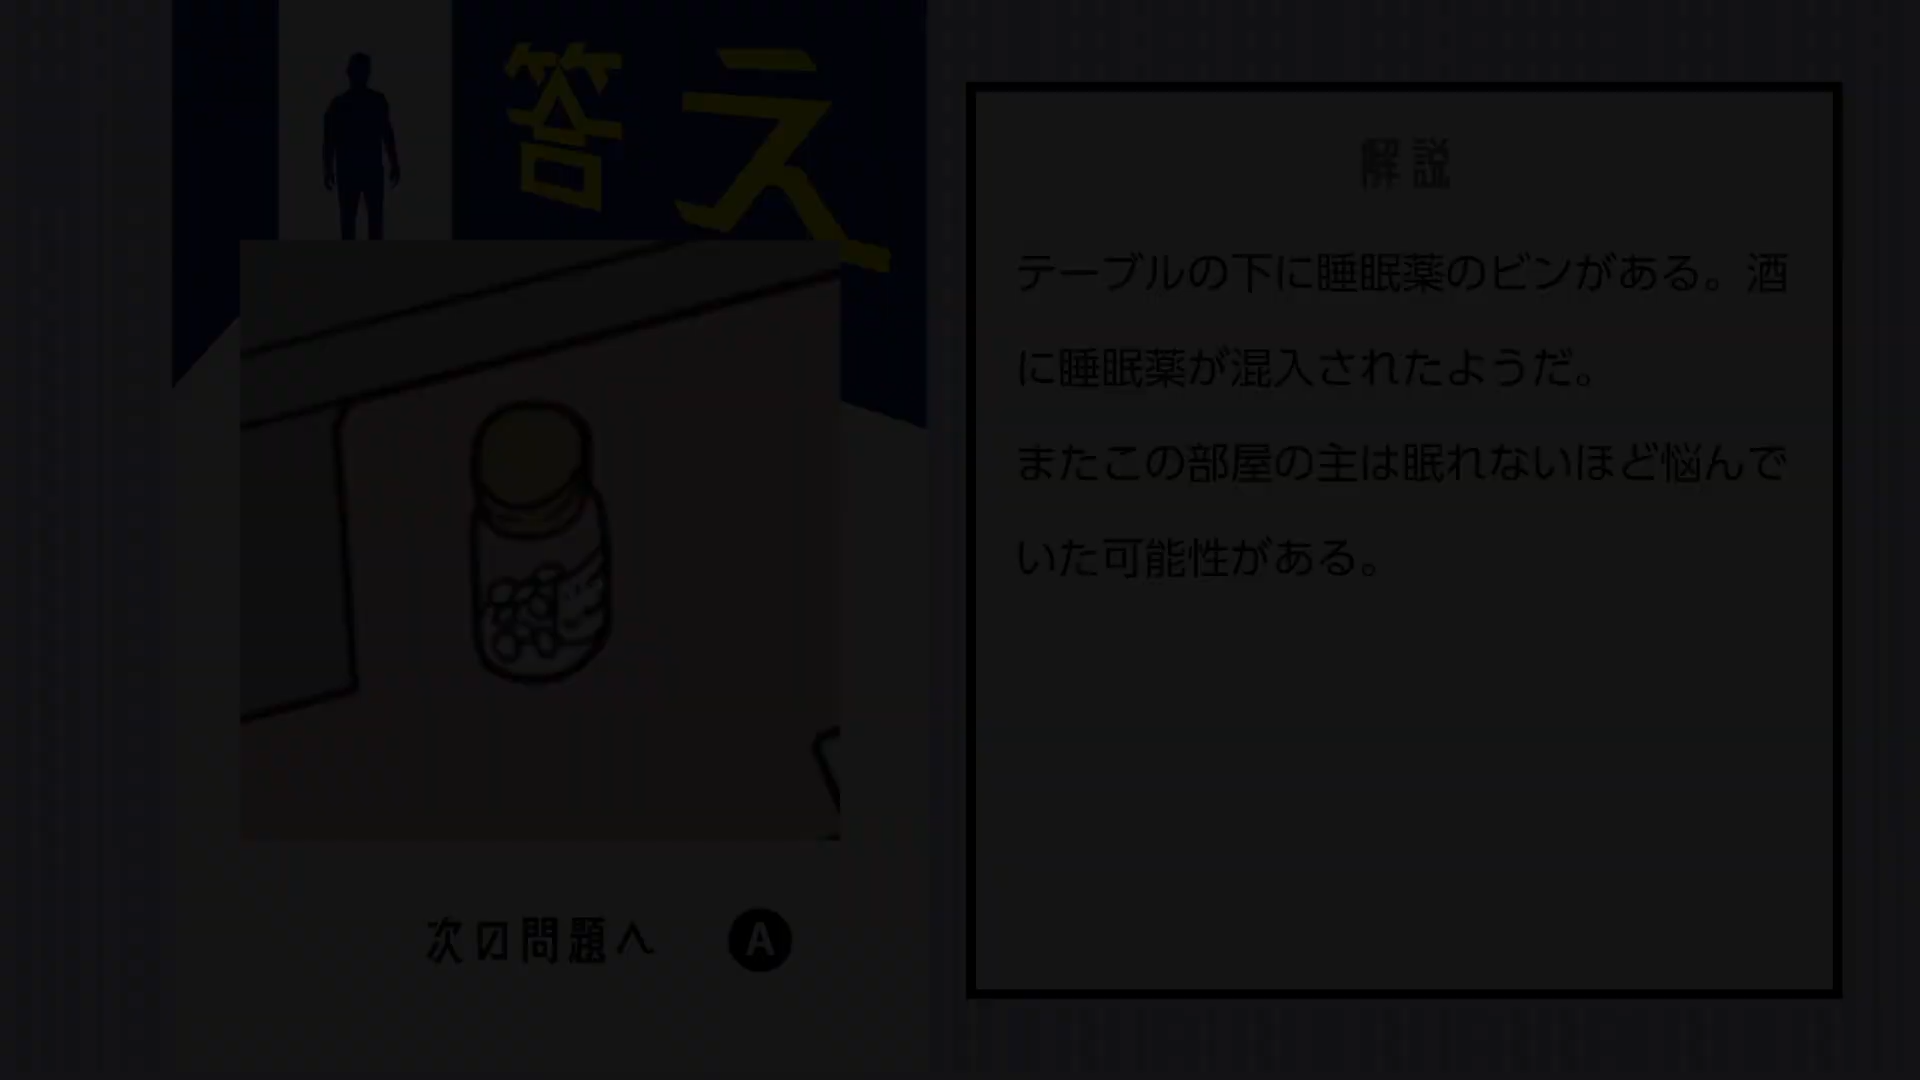 答え
解説
テーブルの下に睡眠薬のビンがある。酒
に睡眠薬が混入されたようだ。
またこの部屋の主は眠れないほど悩んで
いた可能性がある。
次の問題へ A